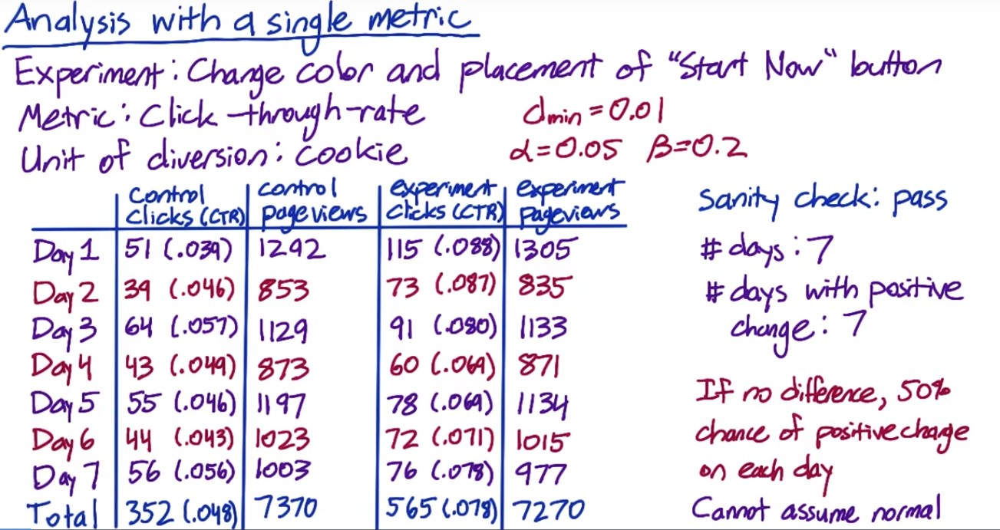 Analysis with a single metric
Experiment: Change color and placement of "Start Now" button
Metric: Click-through-rate
dmin = 0.01
Unit of diversion: cookie
α=0.05 β=0.2
control clicks (CTR) control pageviews experiment clicks (CTR) experiment pageviews
Day 1 51 (.039) 1292 115 (.088) 1305
Day 2 39 (.046) 853 73 (.087) 835
Day 3 64 (.057) 1129 91 (.080) 1133
Day 4 43 (.049) 873 60 (.069) 871
Day 5 55 (.046) 1197 78 (.069) 1134
Day 6 44 (.043) 1023 72 (.071) 1015
Day 7 56 (.056) 1003 76 (.078) 977
Total 352 (.048) 7370 565 (.078) 7270
Sanity check: pass
# days: 7
# days with positive
change: 7
If no difference, 50%
chance of positive change
on each day
Cannot assume normal